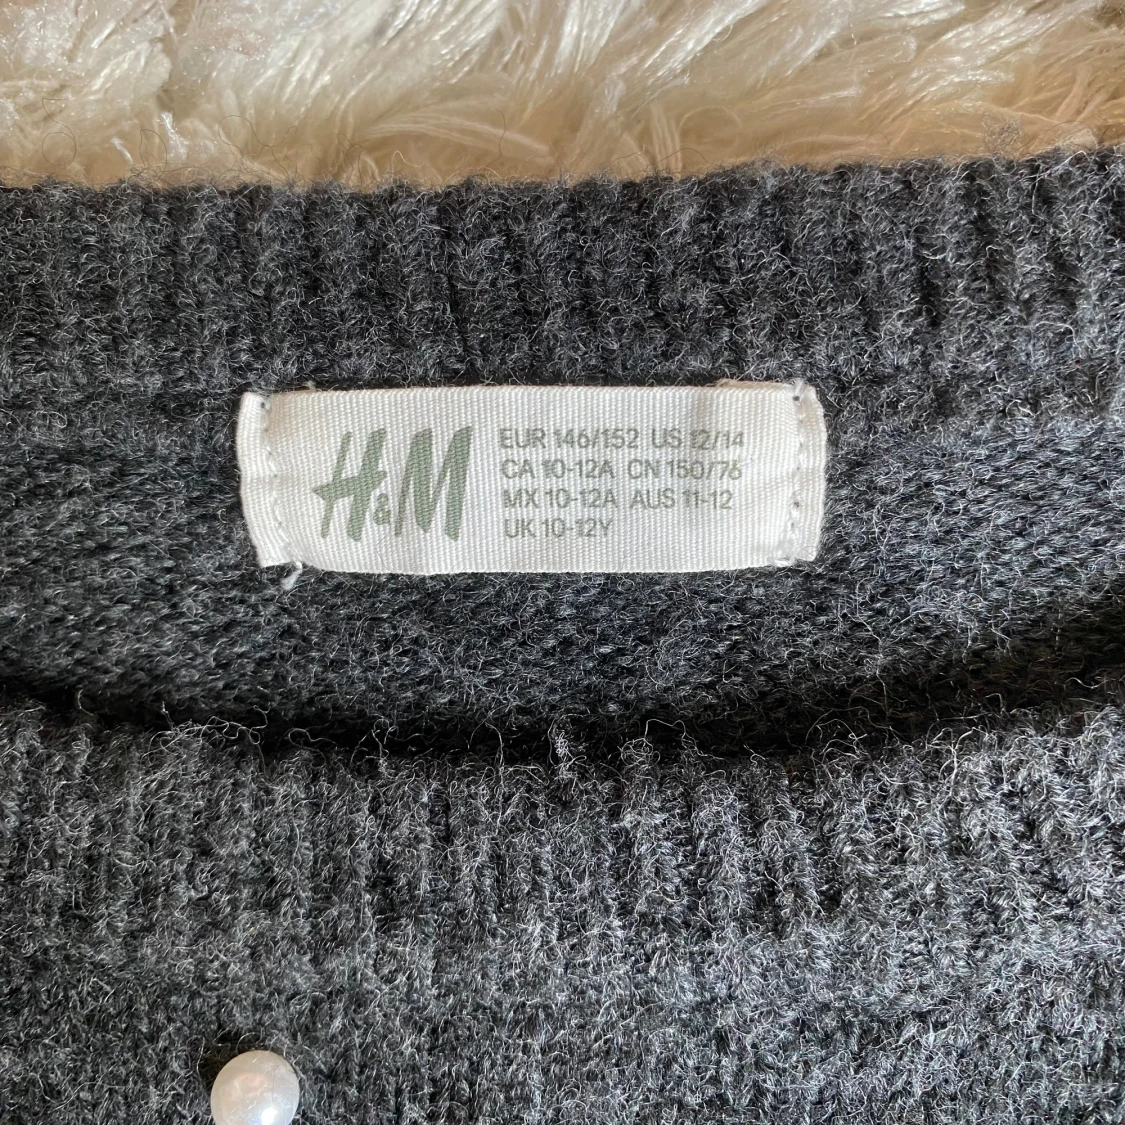 H&M
EUR 146/152 US 12/14
CA 10-12A CN 150/76
MX 10-12A AUS 11-12
UK 10-12Y